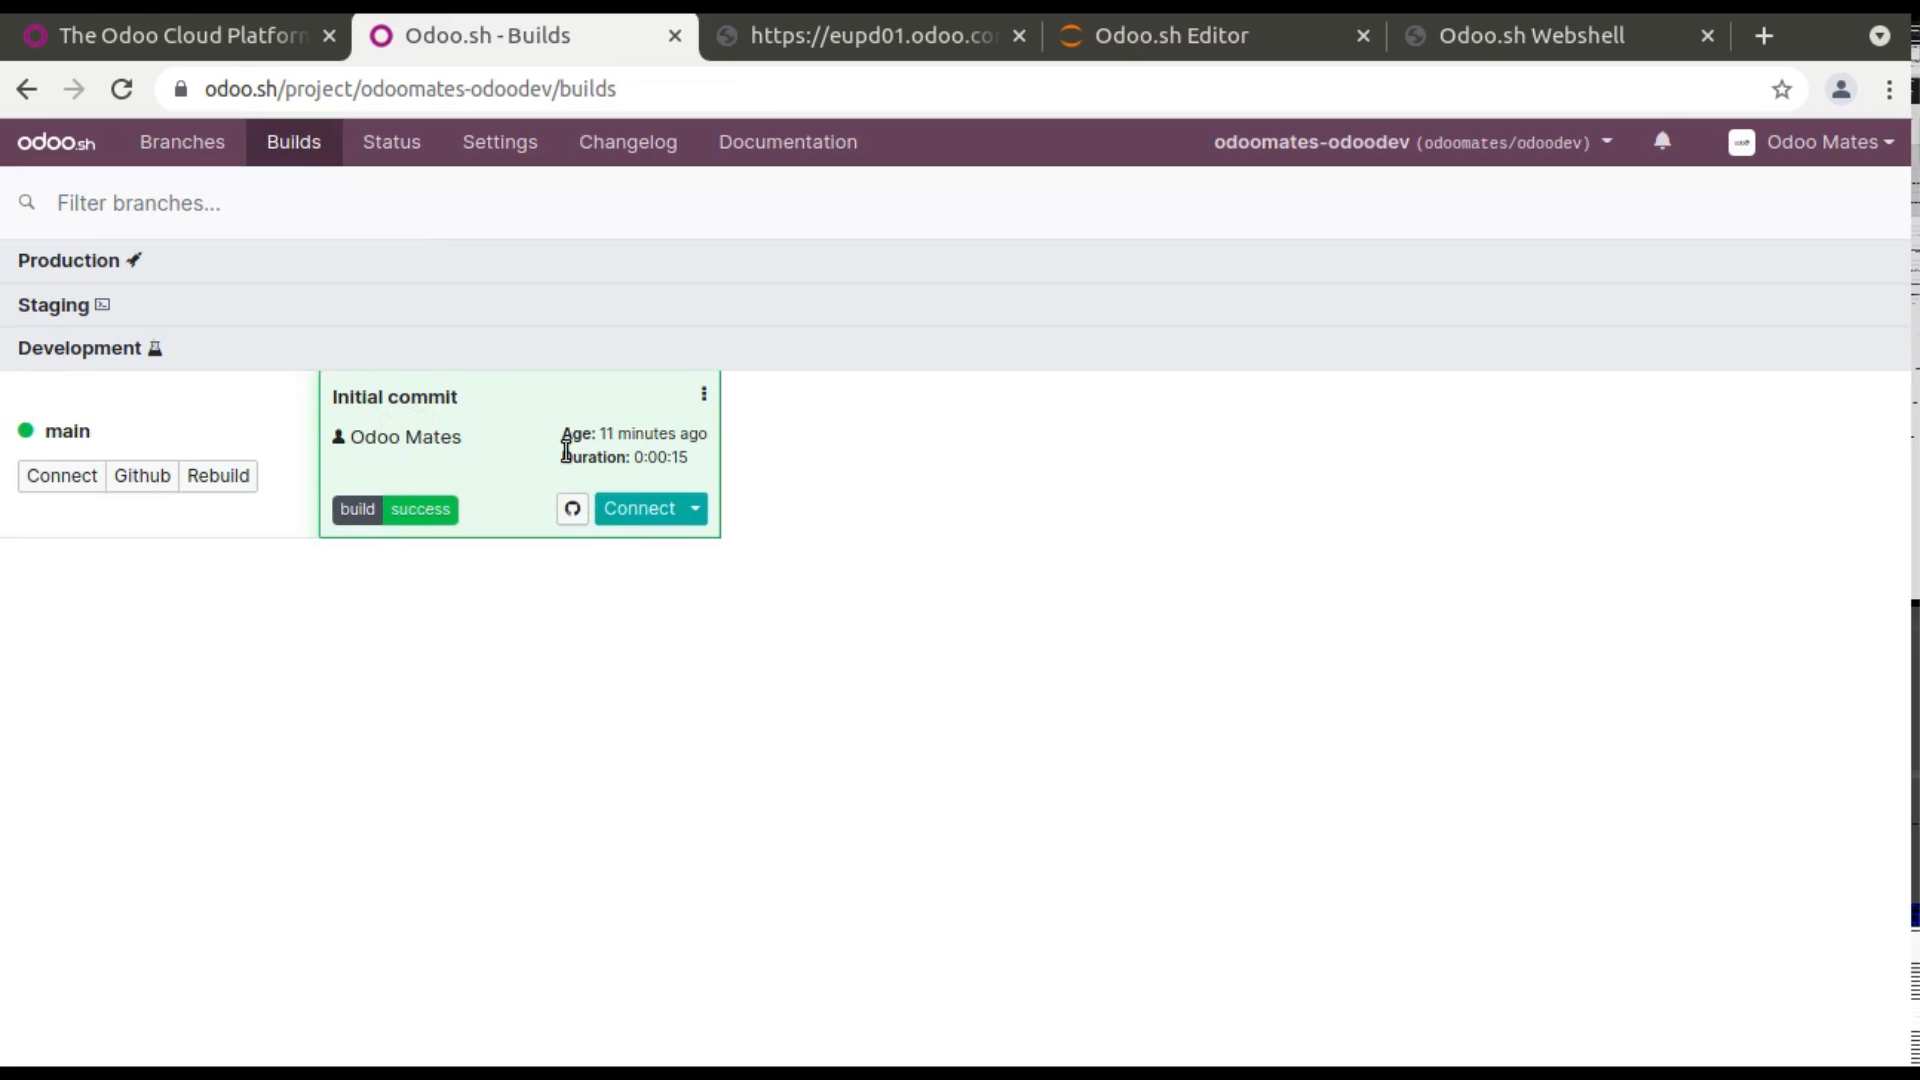 The Odoo Cloud Platform
Odoo.sh - Builds
https://eupd01.odoo.co
Odoo.sh Editor
Odoo.sh Webshell
odoo.sh/project/odoomates-odoodev/builds
odoo.sh Branches Builds Status Settings Changelog Documentation odoomates-odoodev (odoomates/odoodev) Odoo Mates
Filter branches...
Production
Staging
Development
main
Connect Github Rebuild
Initial commit
Odoo Mates
Age: 11 minutes ago
Duration: 0:00:15
build success
Connect